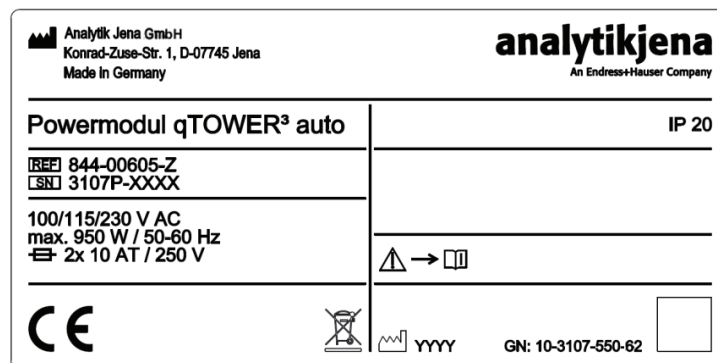 Analytik Jena GmbH
Konrad-Zuse-Str. 1, D-07745 Jena
Made in Germany
analytikjena
An Endress+Hauser Company
Powermodul qTOWER³ auto
IP 20
REF 844-00605-Z
SN 3107P-XXXX
100/115/230 V AC
max. 950 W / 50-60 Hz
2x 10 AT / 250 V
CE
YYYY
GN: 10-3107-550-62